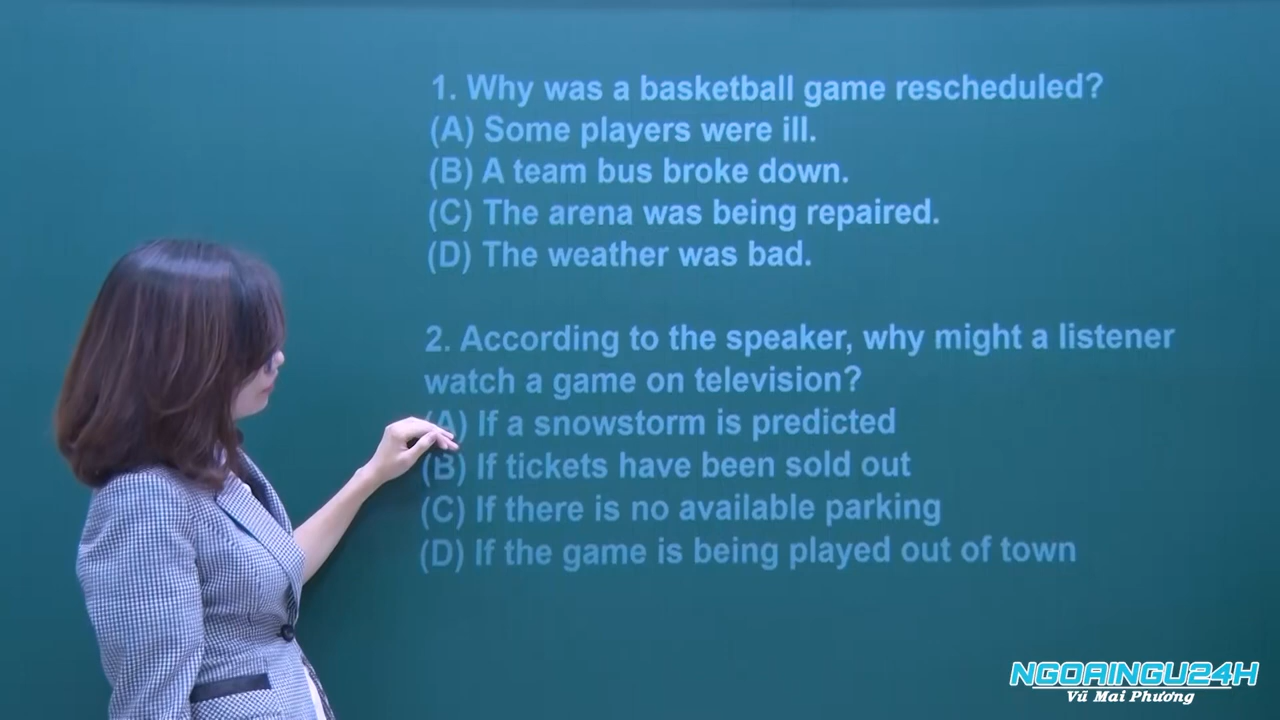 1. Why was a basketball game rescheduled?
(A) Some players were ill.
(B) A team bus broke down.
(C) The arena was being repaired.
(D) The weather was bad.
2. According to the speaker, why might a listener
watch a game on television?
(A) If a snowstorm is predicted
(B) If tickets have been sold out
(C) If there is no available parking
(D) If the game is being played out of town
NGOAINGU24H
Vũ Mai Phương